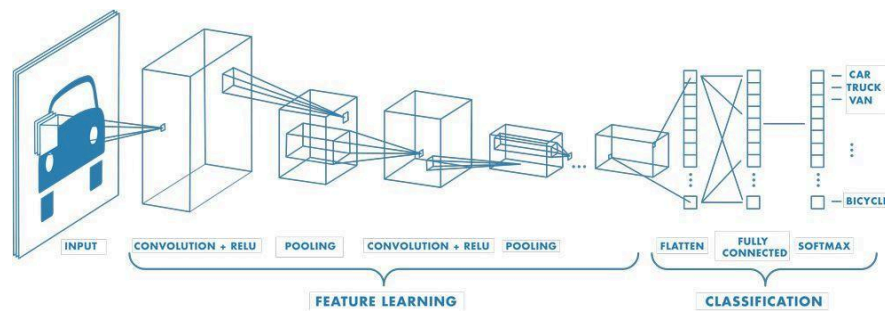 CAR
TRUCK
VAN
BICYCLE
INPUT
CONVOLUTION + RELU
POOLING
CONVOLUTION + RELU
POOLING
FLATTEN
FULLY
CONNECTED
SOFTMAX
FEATURE LEARNING
CLASSIFICATION